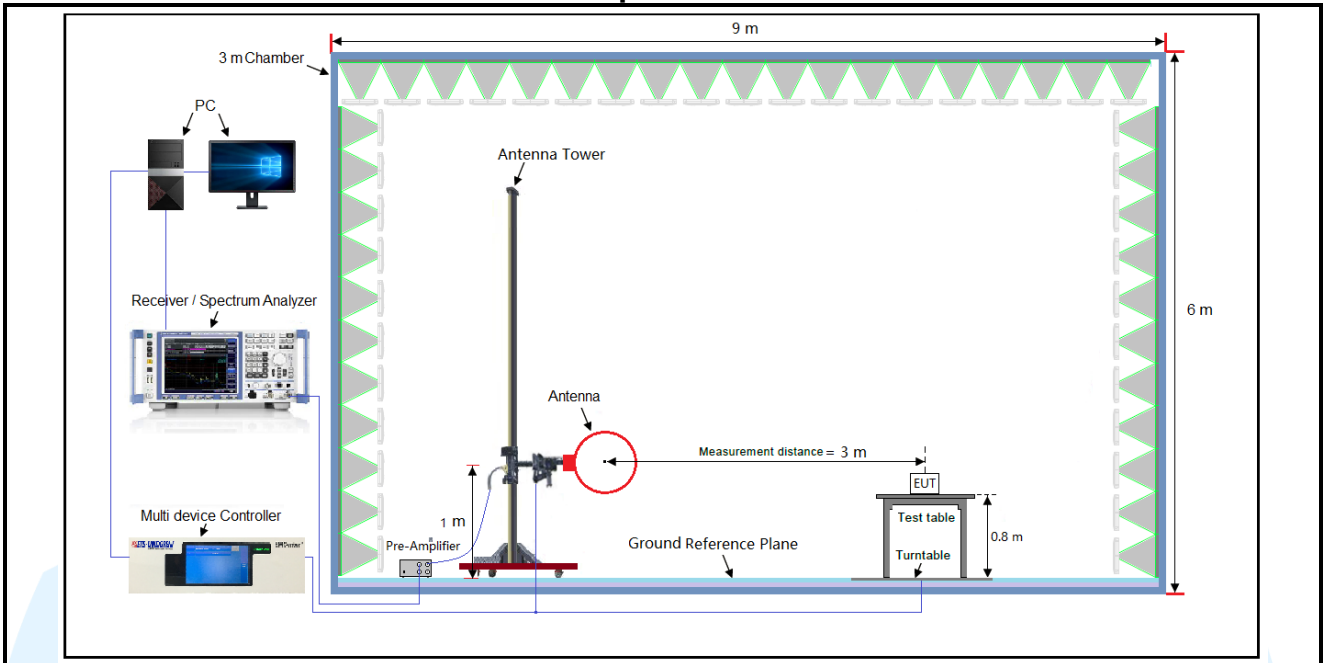 9 m
3 m Chamber
PC
Antenna Tower
Receiver / Spectrum Analyzer
6 m
Antenna
Measurement distance = 3 m
EUT
Multi device Controller
1 m
Test table
0.8 m
Pre-Amplifier
Ground Reference Plane
Turntable